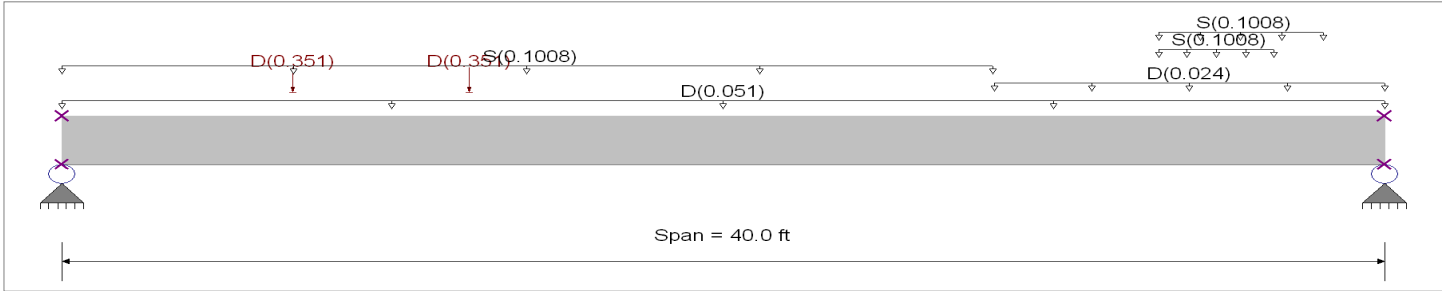 S(0.1008)
S(0.1008)
D(0.351) D(0.351) S(0.1008)
D(0.024)
D(0.051)
Span = 40.0 ft